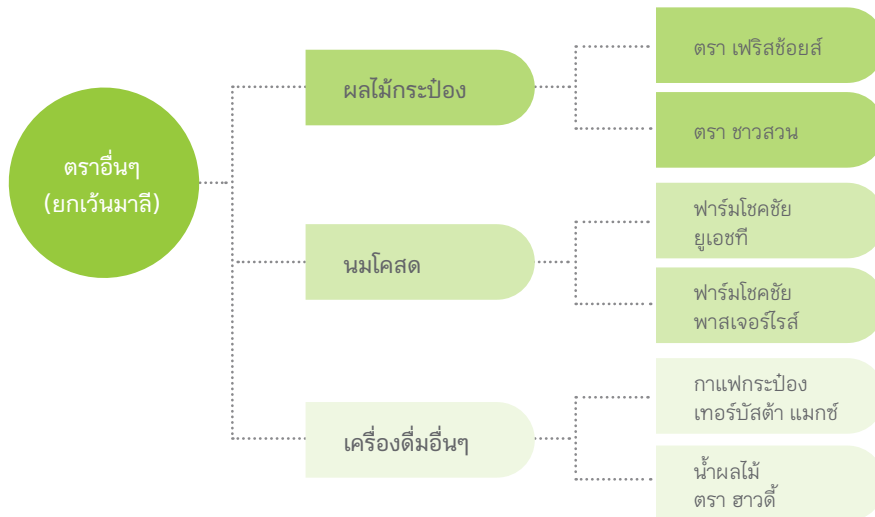 ตราอื่นๆ
(ยกเว้นมาลี)
ผลไม้กระป๋อง
ตรา เฟริสช้อยส์
ตรา ชาวสวน
นมโคสด
ฟาร์มโชคชัย
ยูเอชที
ฟาร์มโชคชัย
พาสเจอร์ไรส์
เครื่องดื่มอื่นๆ
กาแฟกระป๋อง
เทอร์บัสต้า แมกซ์
น้ำผลไม้
ตรา ฮาวดี้